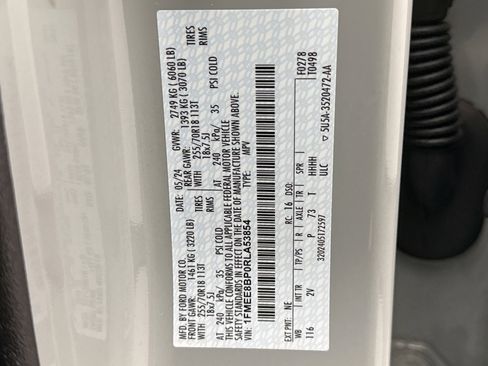 MFD. BY FORD MOTOR CO.
DATE: 05/24 GVWR: 2749 KG ( 6060 LB)
FRONT GAWR: 1461 KG ( 3220 LB) REAR GAWR: 1393 KG ( 3070 LB)
WITH 255/70R18 113T TIRES WITH 255/70R18 113T TIRES
18x7.5J RIMS 18x7.5J RIMS
AT 240 kPa/ 35 PSI COLD AT 240 kPa/ 35 PSI COLD
THIS VEHICLE CONFORMS TO ALL APPLICABLE FEDERAL MOTOR VEHICLE
SAFETY STANDARDS IN EFFECT ON THE DATE OF MANUFACTURE SHOWN ABOVE.
VIN: 1FMEE8BP0RLA53854 TYPE: MPV
EXT PNT: NE RC: 16 DSO: F0278
T0498
WB INT TR TP/PS R AXLE TR SPR
116 2V P 73 T HHHH
ULC 5U5A-3520472-AA
3202405172597